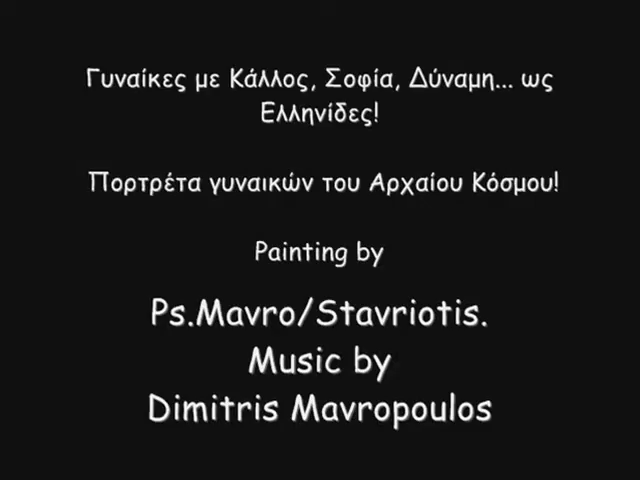 Γυναίκες με Κάλλος, Σοφία, Δύναμη... ως
Ελληνίδες!
Πορτρέτα γυναικών του Αρχαίου Κόσμου!
Painting by
Ps.Mavro/Stavriotis.
Music by
Dimitris Mavropoulos